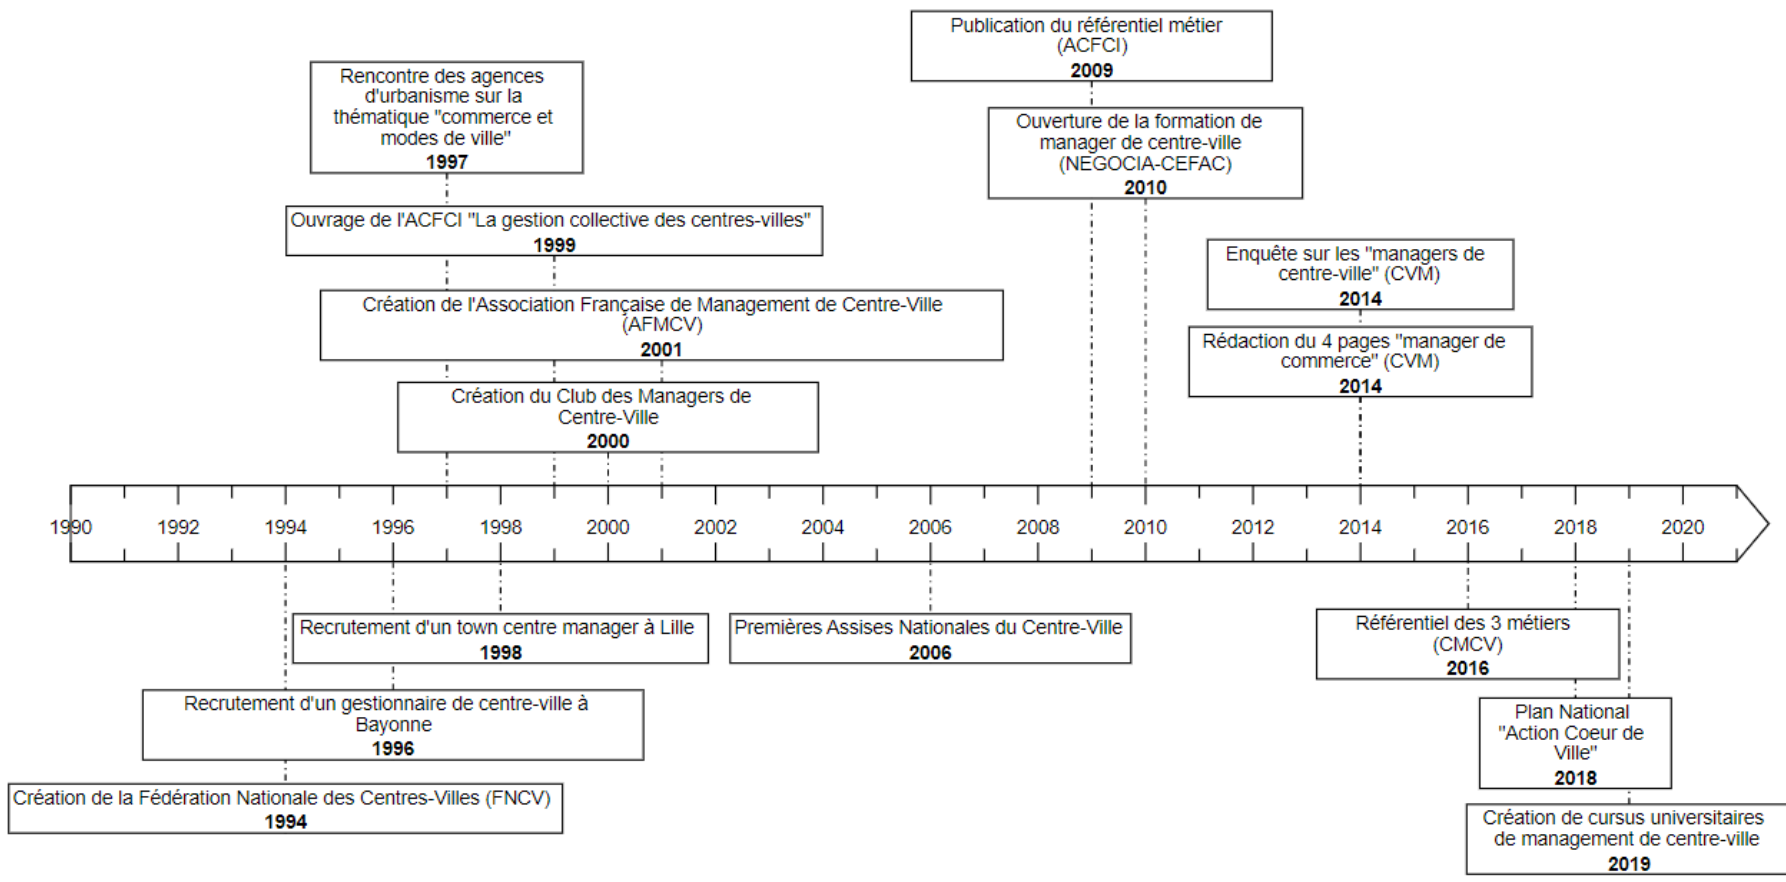 Publication du référentiel métier
(ACFCI)
2009
Rencontre des agences
d'urbanisme sur la
thématique "commerce et
modes de ville"
1997
Ouverture de la formation de
manager de centre-ville
(NEGOCIA-CEFAC)
2010
Ouvrage de l'ACFCI "La gestion collective des centres-villes"
1999
Enquête sur les "managers de
centre-ville" (CVM)
2014
Création de l'Association Française de Management de Centre-Ville
(AFMCV)
2001
Rédaction du 4 pages "manager de
commerce" (CVM)
2014
Création du Club des Managers de
Centre-Ville
2000
1990 1992 1994 1996 1998 2000 2002 2004 2006 2008 2010 2012 2014 2016 2018 2020
Recrutement d'un town centre manager à Lille
1998
Premières Assises Nationales du Centre-Ville
2006
Référentiel des 3 métiers
(CMCV)
2016
Recrutement d'un gestionnaire de centre-ville à
Bayonne
1996
Plan National
"Action Coeur de
Ville"
2018
Création de la Fédération Nationale des Centres-Villes (FNCV)
1994
Création de cursus universitaires
de management de centre-ville
2019